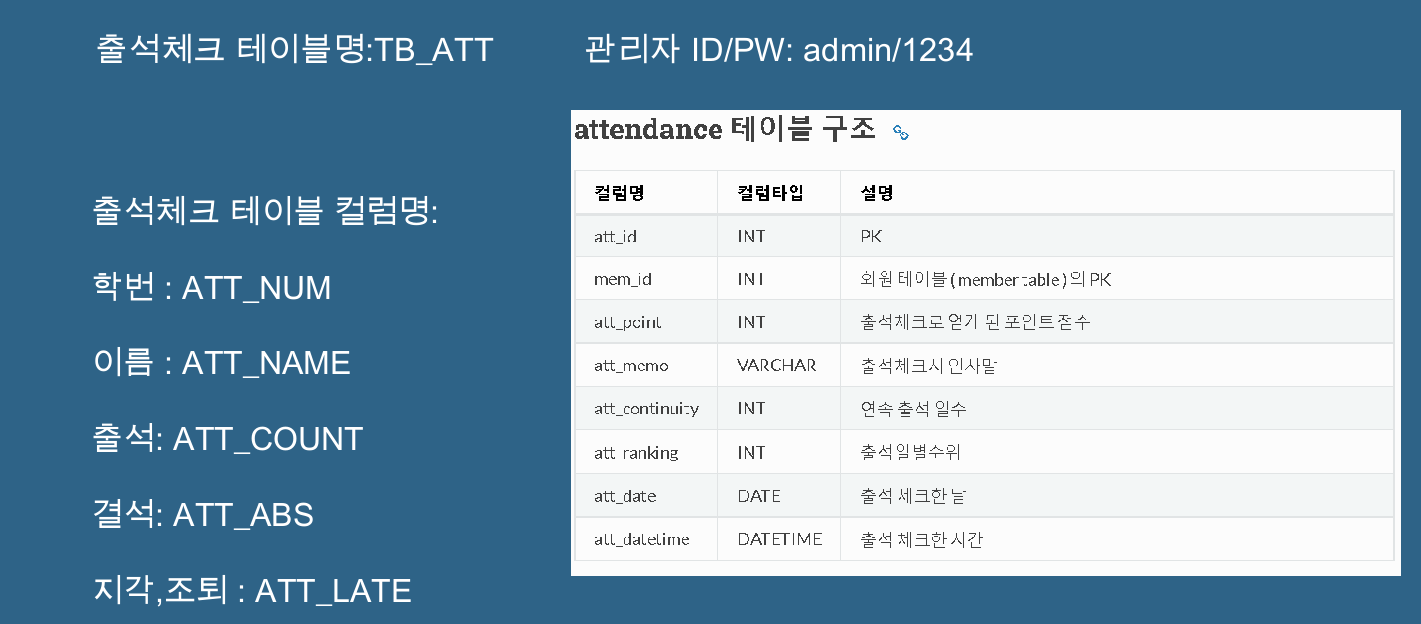 출석체크 테이블명:TB_ATT
관리자 ID/PW: admin/1234
출석체크 테이블 컬럼명:
학번 : ATT_NUM
이름 : ATT_NAME
출석: ATT_COUNT
결석: ATT_ABS
지각,조퇴 : ATT_LATE
attendance 테이블 구조
컬럼명 컬럼타입 설명
att_id INT PK
mem_id INT 회원 테이블 ( member table ) 의 PK
att_point INT 출석체크로 얻기 된 포인트 점수
att_memo VARCHAR 출석체크시 인사말
att_continuity INT 연속 출석 일수
att_ranking INT 출석일별수위
att_date DATE 출석 체크한 날
att_datetime DATETIME 출석 체크한 시간